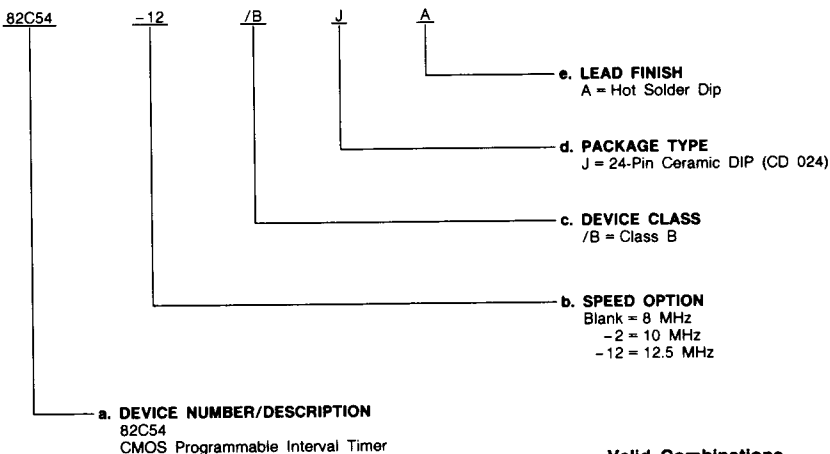 82C54 -12 /B J A
e. LEAD FINISH
A = Hot Solder Dip
d. PACKAGE TYPE
J = 24-Pin Ceramic DIP (CD 024)
c. DEVICE CLASS
/B = Class B
b. SPEED OPTION
Blank = 8 MHz
-2 = 10 MHz
-12 = 12.5 MHz
a. DEVICE NUMBER/DESCRIPTION
82C54
CMOS Programmable Interval Timer
Valid Combinations